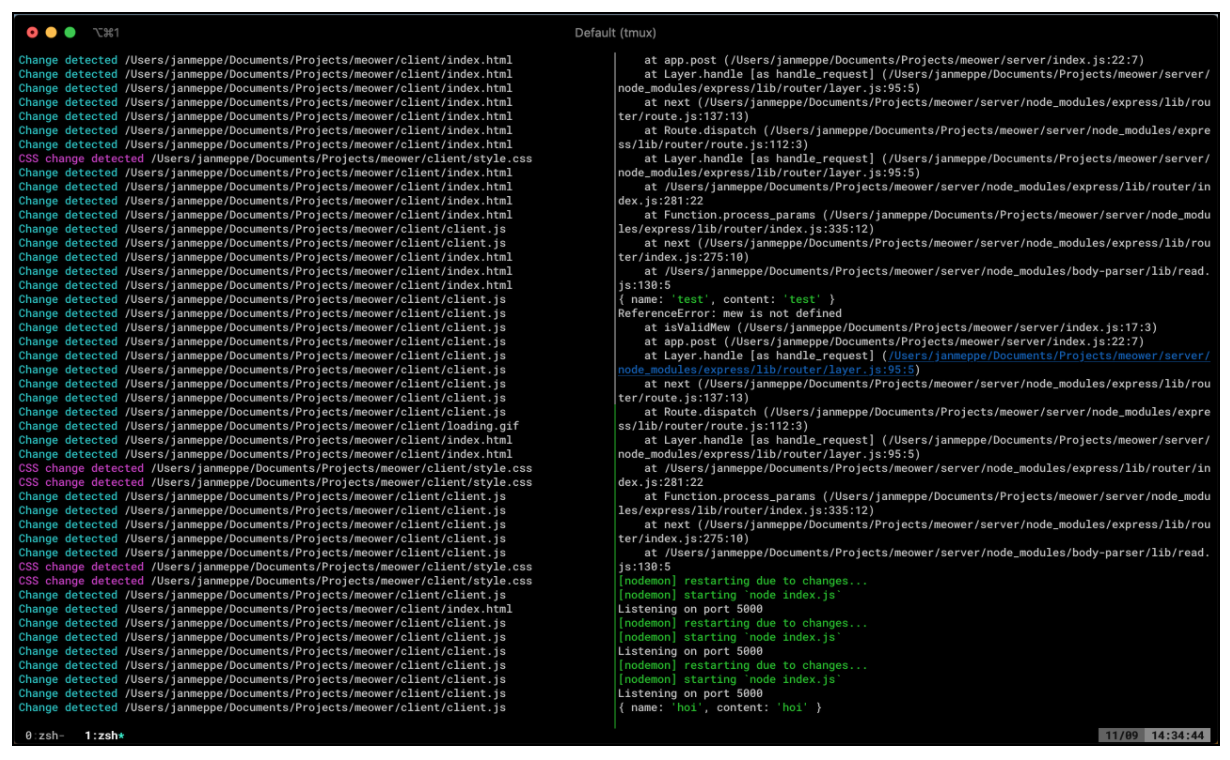 ⌥⌘1
Default (tmux)
Change detected /Users/janmeppe/Documents/Projects/meower/client/index.html
Change detected /Users/janmeppe/Documents/Projects/meower/client/index.html
Change detected /Users/janmeppe/Documents/Projects/meower/client/index.html
Change detected /Users/janmeppe/Documents/Projects/meower/client/index.html
Change detected /Users/janmeppe/Documents/Projects/meower/client/index.html
Change detected /Users/janmeppe/Documents/Projects/meower/client/index.html
Change detected /Users/janmeppe/Documents/Projects/meower/client/index.html
CSS change detected /Users/janmeppe/Documents/Projects/meower/client/style.css
Change detected /Users/janmeppe/Documents/Projects/meower/client/index.html
Change detected /Users/janmeppe/Documents/Projects/meower/client/index.html
Change detected /Users/janmeppe/Documents/Projects/meower/client/index.html
Change detected /Users/janmeppe/Documents/Projects/meower/client/index.html
Change detected /Users/janmeppe/Documents/Projects/meower/client/client.js
Change detected /Users/janmeppe/Documents/Projects/meower/client/client.js
Change detected /Users/janmeppe/Documents/Projects/meower/client/index.html
Change detected /Users/janmeppe/Documents/Projects/meower/client/index.html
Change detected /Users/janmeppe/Documents/Projects/meower/client/index.html
Change detected /Users/janmeppe/Documents/Projects/meower/client/client.js
Change detected /Users/janmeppe/Documents/Projects/meower/client/client.js
Change detected /Users/janmeppe/Documents/Projects/meower/client/client.js
Change detected /Users/janmeppe/Documents/Projects/meower/client/client.js
Change detected /Users/janmeppe/Documents/Projects/meower/client/client.js
Change detected /Users/janmeppe/Documents/Projects/meower/client/client.js
Change detected /Users/janmeppe/Documents/Projects/meower/client/client.js
Change detected /Users/janmeppe/Documents/Projects/meower/client/client.js
Change detected /Users/janmeppe/Documents/Projects/meower/client/client.js
Change detected /Users/janmeppe/Documents/Projects/meower/client/loading.gif
Change detected /Users/janmeppe/Documents/Projects/meower/client/index.html
Change detected /Users/janmeppe/Documents/Projects/meower/client/index.html
CSS change detected /Users/janmeppe/Documents/Projects/meower/client/style.css
CSS change detected /Users/janmeppe/Documents/Projects/meower/client/style.css
Change detected /Users/janmeppe/Documents/Projects/meower/client/client.js
Change detected /Users/janmeppe/Documents/Projects/meower/client/client.js
Change detected /Users/janmeppe/Documents/Projects/meower/client/client.js
Change detected /Users/janmeppe/Documents/Projects/meower/client/client.js
Change detected /Users/janmeppe/Documents/Projects/meower/client/client.js
CSS change detected /Users/janmeppe/Documents/Projects/meower/client/style.css
CSS change detected /Users/janmeppe/Documents/Projects/meower/client/style.css
Change detected /Users/janmeppe/Documents/Projects/meower/client/client.js
Change detected /Users/janmeppe/Documents/Projects/meower/client/index.html
Change detected /Users/janmeppe/Documents/Projects/meower/client/client.js
Change detected /Users/janmeppe/Documents/Projects/meower/client/client.js
Change detected /Users/janmeppe/Documents/Projects/meower/client/client.js
Change detected /Users/janmeppe/Documents/Projects/meower/client/client.js
Change detected /Users/janmeppe/Documents/Projects/meower/client/client.js
Change detected /Users/janmeppe/Documents/Projects/meower/client/client.js
Change detected /Users/janmeppe/Documents/Projects/meower/client/client.js
at app.post (/Users/janmeppe/Documents/Projects/meower/server/index.js:22:7)
at Layer.handle [as handle_request] (/Users/janmeppe/Documents/Projects/meower/server/
node_modules/express/lib/router/layer.js:95:5)
at next (/Users/janmeppe/Documents/Projects/meower/server/node_modules/express/lib/rou
ter/route.js:137:13)
at Route.dispatch (/Users/janmeppe/Documents/Projects/meower/server/node_modules/expre
ss/lib/router/route.js:112:3)
at Layer.handle [as handle_request] (/Users/janmeppe/Documents/Projects/meower/server/
node_modules/express/lib/router/layer.js:95:5)
at /Users/janmeppe/Documents/Projects/meower/server/node_modules/express/lib/router/in
dex.js:281:22
at Function.process_params (/Users/janmeppe/Documents/Projects/meower/server/node_modu
les/express/lib/router/index.js:335:12)
at next (/Users/janmeppe/Documents/Projects/meower/server/node_modules/express/lib/rou
ter/index.js:275:10)
at /Users/janmeppe/Documents/Projects/meower/server/node_modules/body-parser/lib/read.
js:130:5
{ name: 'test', content: 'test' }
ReferenceError: mew is not defined
at isValidMew (/Users/janmeppe/Documents/Projects/meower/server/index.js:17:3)
at app.post (/Users/janmeppe/Documents/Projects/meower/server/index.js:22:7)
at Layer.handle [as handle_request] (/Users/janmeppe/Documents/Projects/meower/server/
node_modules/express/lib/router/layer.js:95:5)
at next (/Users/janmeppe/Documents/Projects/meower/server/node_modules/express/lib/rou
ter/route.js:137:13)
at Route.dispatch (/Users/janmeppe/Documents/Projects/meower/server/node_modules/expre
ss/lib/router/route.js:112:3)
at Layer.handle [as handle_request] (/Users/janmeppe/Documents/Projects/meower/server/
node_modules/express/lib/router/layer.js:95:5)
at /Users/janmeppe/Documents/Projects/meower/server/node_modules/express/lib/router/in
dex.js:281:22
at Function.process_params (/Users/janmeppe/Documents/Projects/meower/server/node_modu
les/express/lib/router/index.js:335:12)
at next (/Users/janmeppe/Documents/Projects/meower/server/node_modules/express/lib/rou
ter/index.js:275:10)
at /Users/janmeppe/Documents/Projects/meower/server/node_modules/body-parser/lib/read.
js:130:5
[nodemon] restarting due to changes...
[nodemon] starting `node index.js`
Listening on port 5000
[nodemon] restarting due to changes...
[nodemon] starting `node index.js`
Listening on port 5000
[nodemon] restarting due to changes...
[nodemon] starting `node index.js`
Listening on port 5000
{ name: 'hoi', content: 'hoi' }
0:zsh- 1:zsh* 11/09 14:34:44